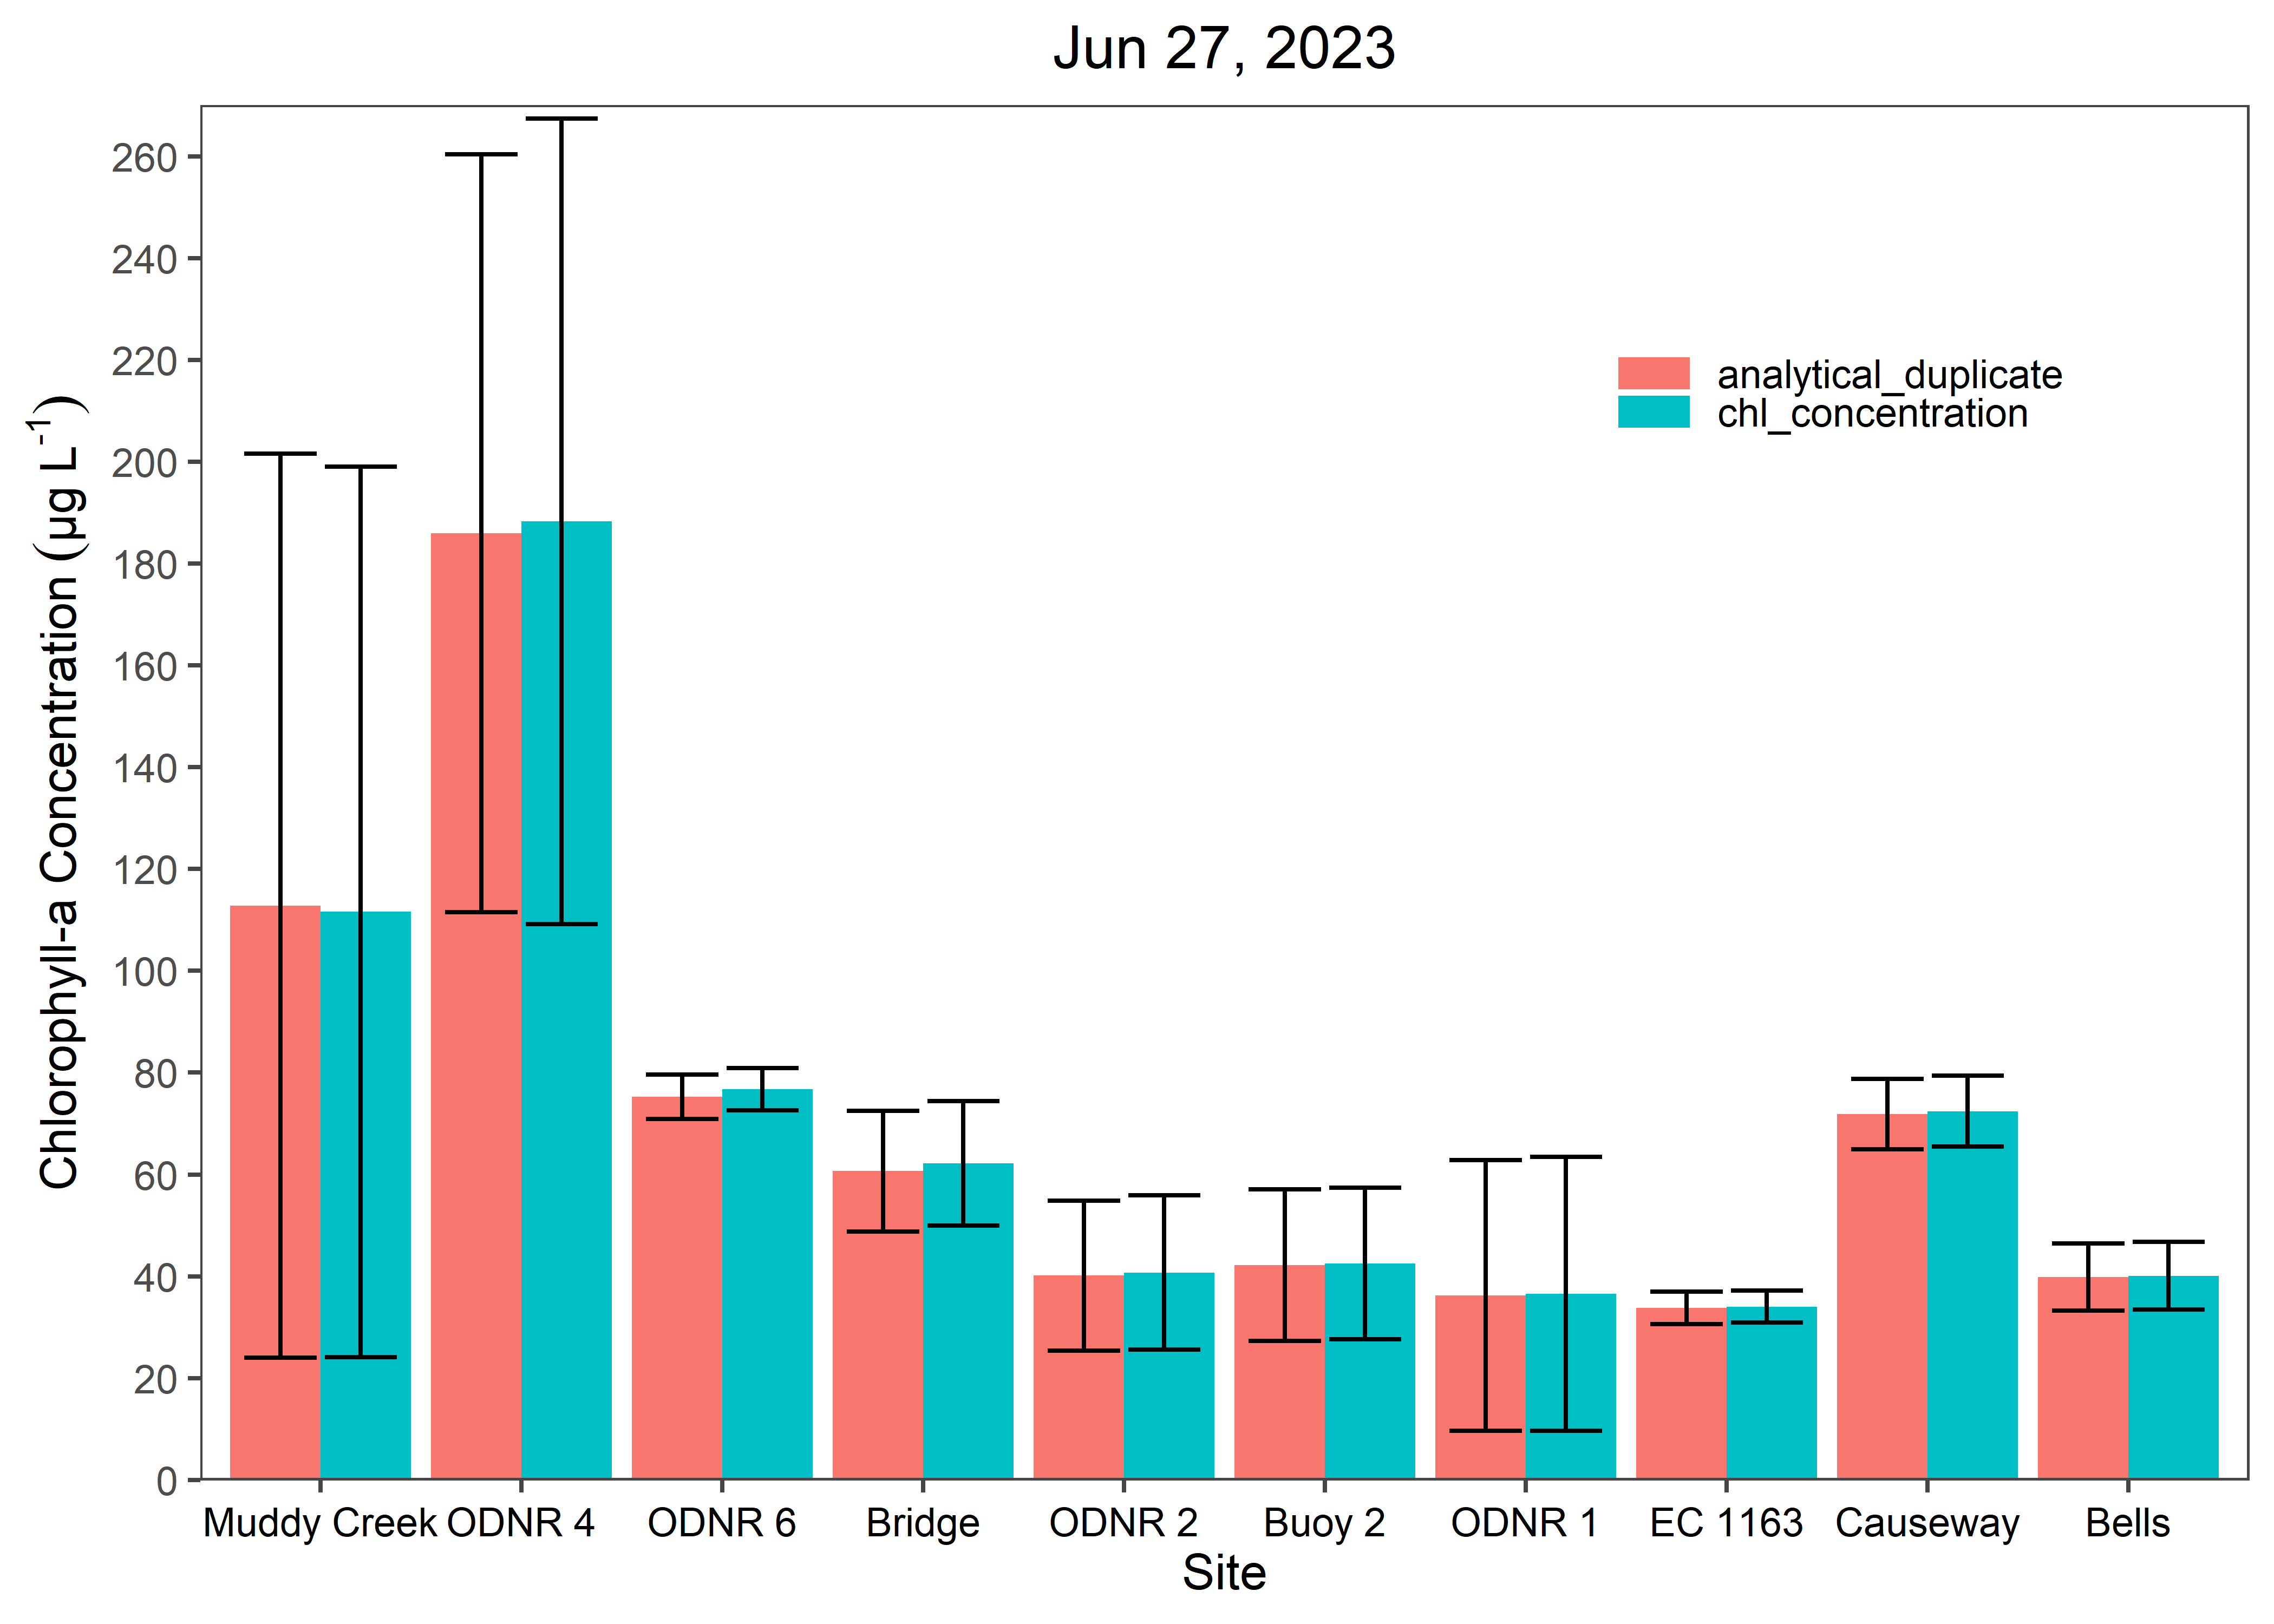 Jun 27, 2023
Chlorophyll-a Concentration (µg L⁻¹)
260
240
220
200
180
160
140
120
100
80
60
40
20
0
analytical_duplicate
chl_concentration
Muddy Creek ODNR 4 ODNR 6 Bridge ODNR 2 Buoy 2 ODNR 1 EC 1163 Causeway Bells
Site